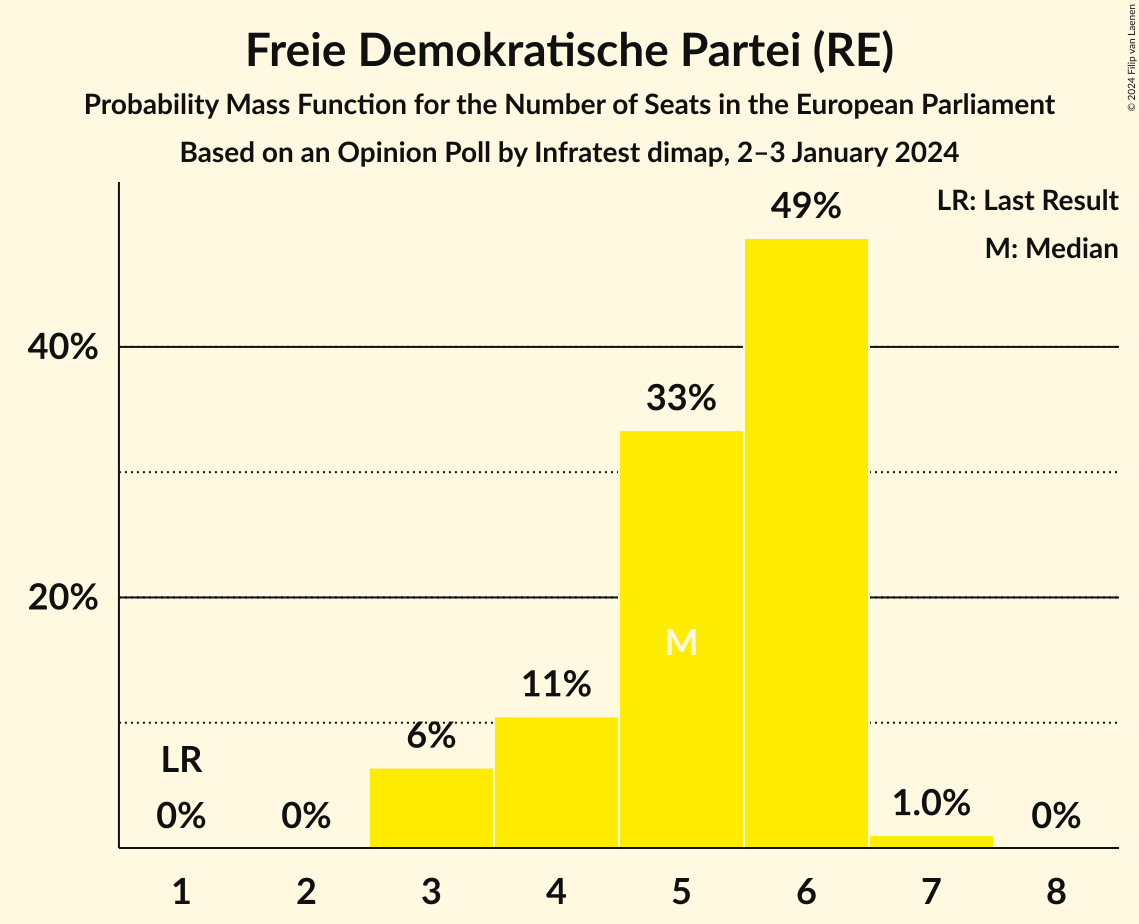 Freie Demokratische Partei (RE)
Probability Mass Function for the Number of Seats in the European Parliament
Based on an Opinion Poll by Infratest dimap, 2–3 January 2024
© 2024 Filip van Laenen
LR: Last Result
M: Median
49%
40%
33%
20%
M
11%
6%
LR
0%
0%
1.0%
0%
1
2
3
4
5
6
7
8